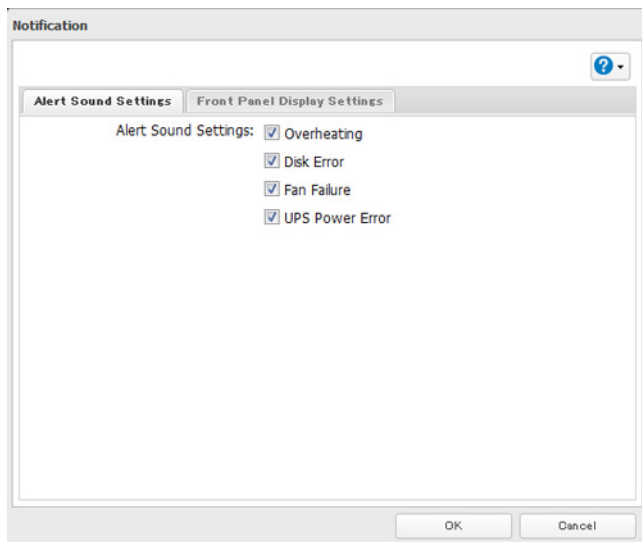 Notification
?
Alert Sound Settings Front Panel Display Settings
Alert Sound Settings: Overheating
Disk Error
Fan Failure
UPS Power Error
OK Cancel